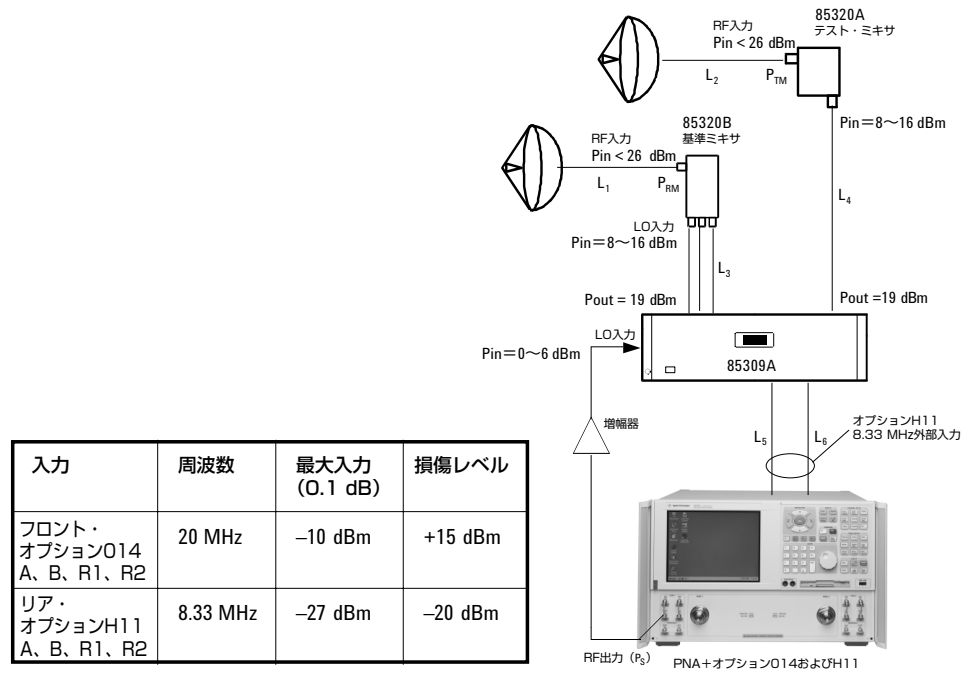 85320A
テスト・ミキサ
RF入力
Pin < 26 dBm
L2
PTM
Pin＝8～16 dBm
85320B
基準ミキサ
RF入力
Pin < 26 dBm
L1
PRM
L4
LO入力
Pin＝8～16 dBm
L3
Pout = 19 dBm
Pout =19 dBm
LO入力
Pin＝0～6 dBm
85309A
増幅器
L5
L6
オプションH11
8.33 MHz外部入力
入力 周波数 最大入力 損傷レベル
（0.1 dB）
フロント・
オプション014 20 MHz –10 dBm +15 dBm
A、B、R1、R2
リア・
オプションH11 8.33 MHz –27 dBm –20 dBm
A、B、R1、R2
RF出力（PS）
PNA＋オプション014およびH11